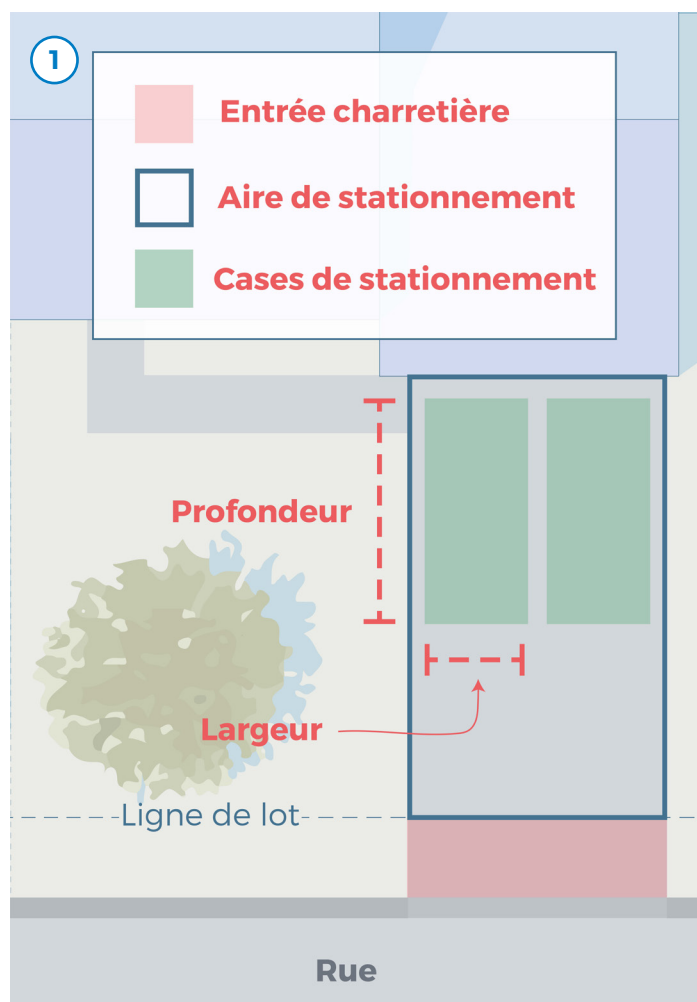 1
Entrée charretière
Aire de stationnement
Cases de stationnement
Profondeur
Largeur
Ligne de lot
Rue